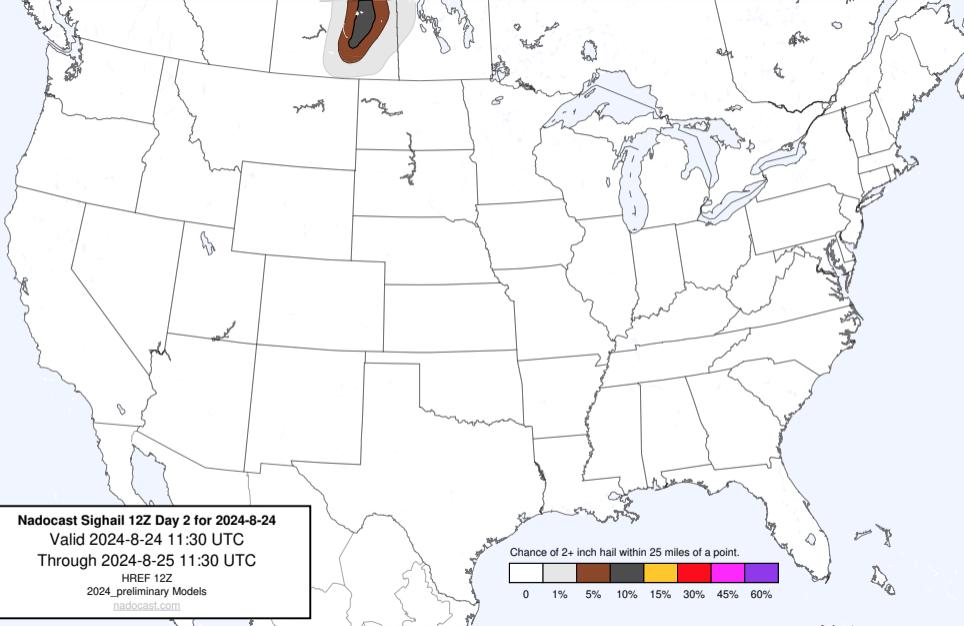 Nadocast Sighail 12Z Day 2 for 2024-8-24
Valid 2024-8-24 11:30 UTC
Through 2024-8-25 11:30 UTC
HREF 12Z
2024_preliminary Models
nadocast.com
Chance of 2+ inch hail within 25 miles of a point.
0 1% 5% 10% 15% 30% 45% 60%